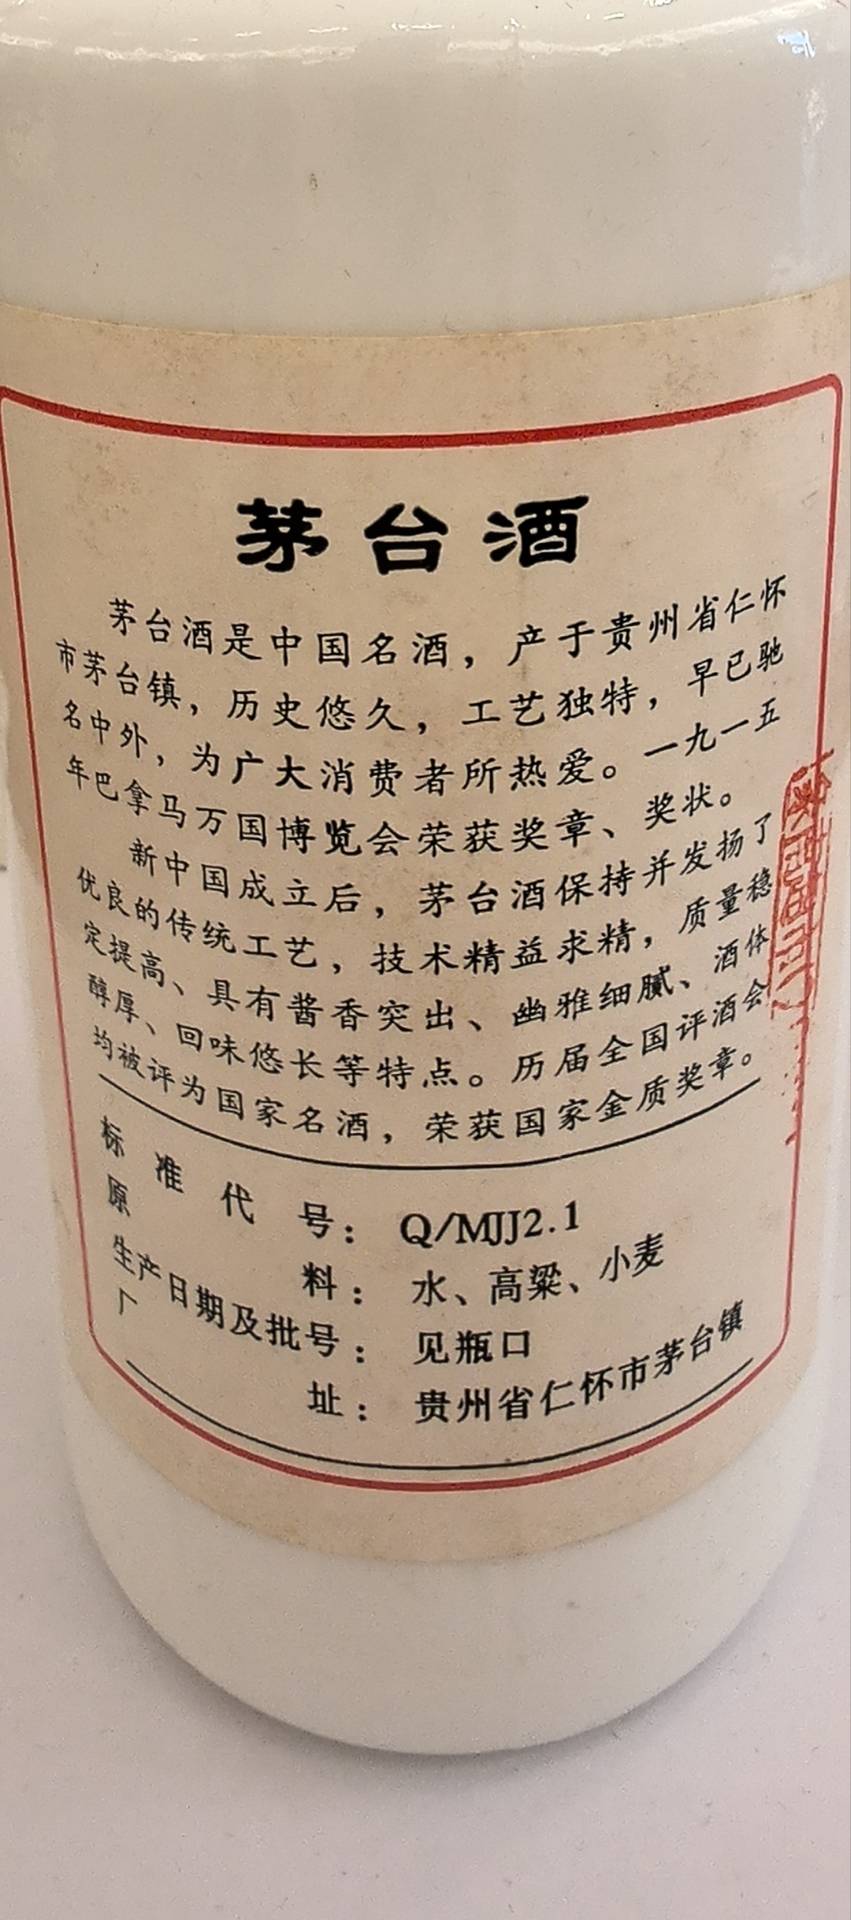 茅台酒
茅台酒是中国名酒，产于贵州省仁怀
市茅台镇，历史悠久，工艺独特，早已驰
名中外，为广大消费者所热爱。一九一五
年巴拿马万国博览会荣获奖章、奖状。
新中国成立后，茅台酒保持并发扬了
优良的传统工艺，技术精益求精，质量稳
定提高、具有酱香突出、幽雅细腻、酒体
醇厚、回味悠长等特点。历届全国评酒会
均被评为国家名酒，荣获国家金质奖章。
标准代号：Q/MJJ2.1
原料：水、高粱、小麦
生产日期及批号：见瓶口
厂址：贵州省仁怀市茅台镇